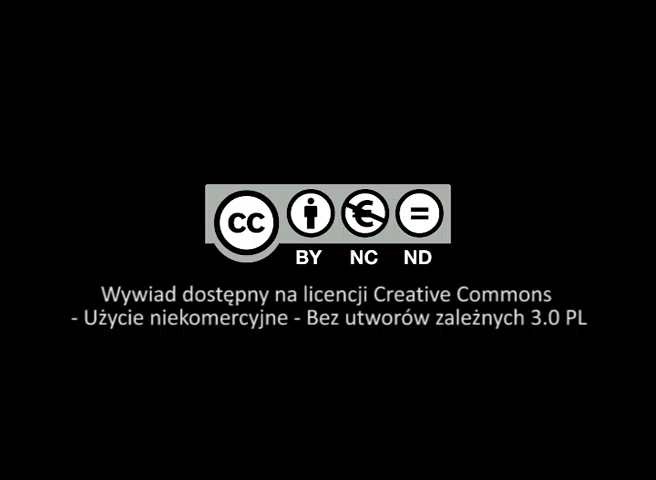 cc
BY NC ND
Wywiad dostępny na licencji Creative Commons
- Użycie niekomercyjne - Bez utworów zależnych 3.0 PL